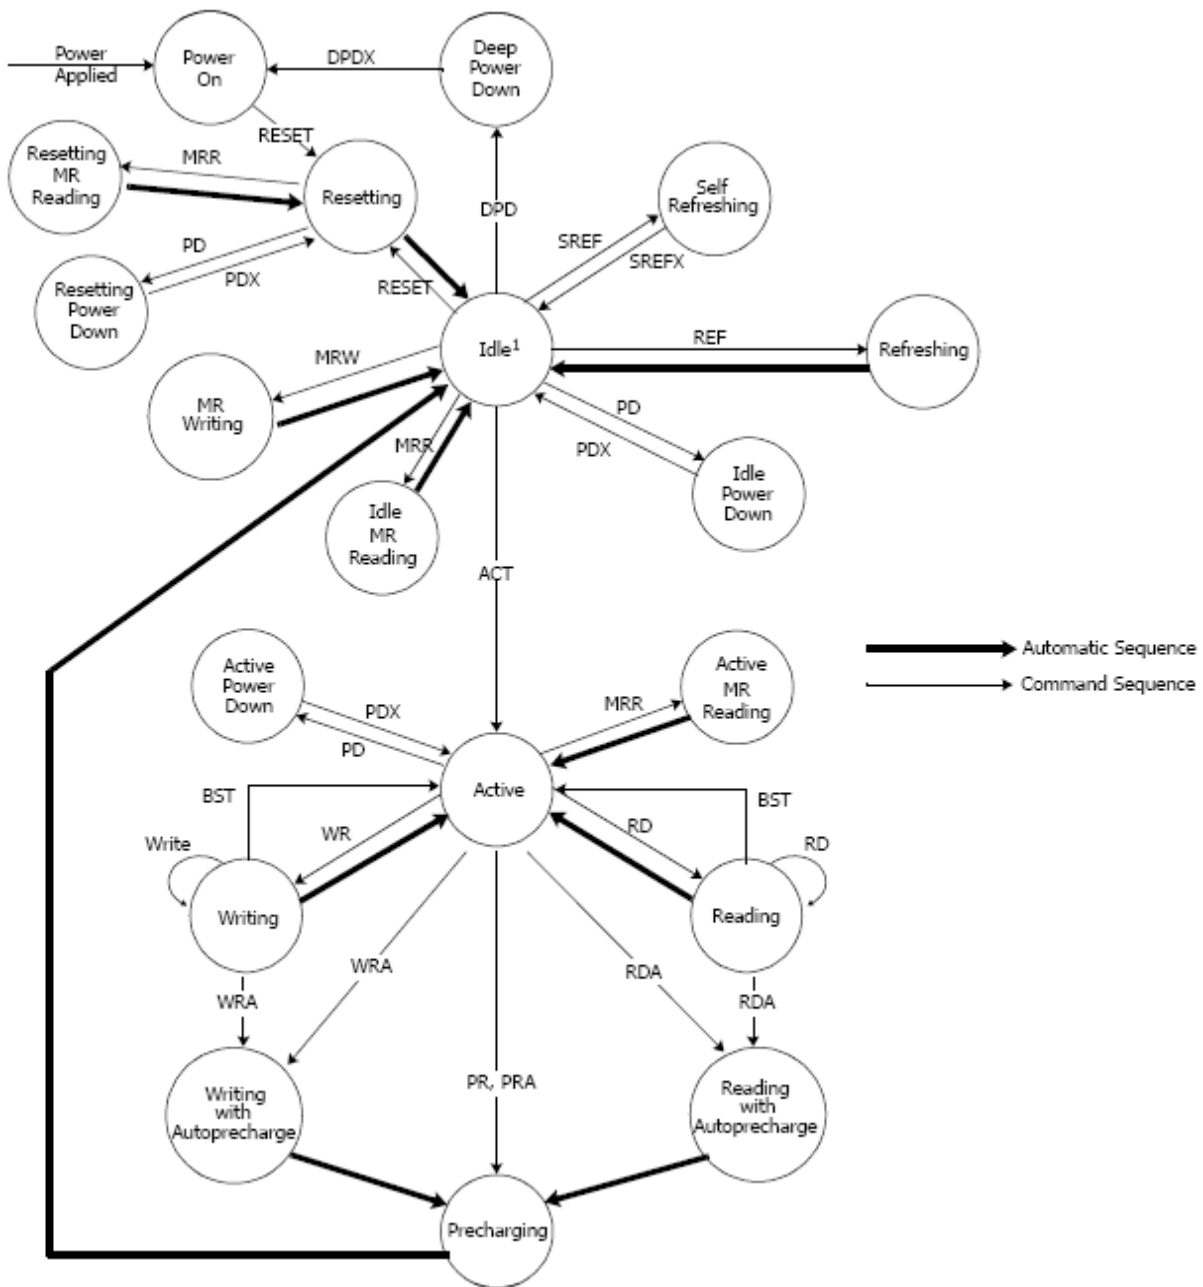 Power
Applied
Power
On
DPDX
Deep
Power
Down
RESET
Resetting
MR
Reading
MRR
Resetting
DPD
Self
Refreshing
SREF
SREFX
PD
PDX
RESET
Resetting
Power
Down
Idle¹
REF
Refreshing
MRW
MR
Writing
MRR
PD
PDX
Idle
MR
Reading
Idle
Power
Down
ACT
Automatic Sequence
Command Sequence
Active
Power
Down
PDX
PD
MRR
Active
MR
Reading
Active
BST
BST
WR
RD
Write
RD
Writing
Reading
WRA
RDA
WRA
RDA
Writing
with
Autoprecharge
PR, PRA
Reading
with
Autoprecharge
Precharging